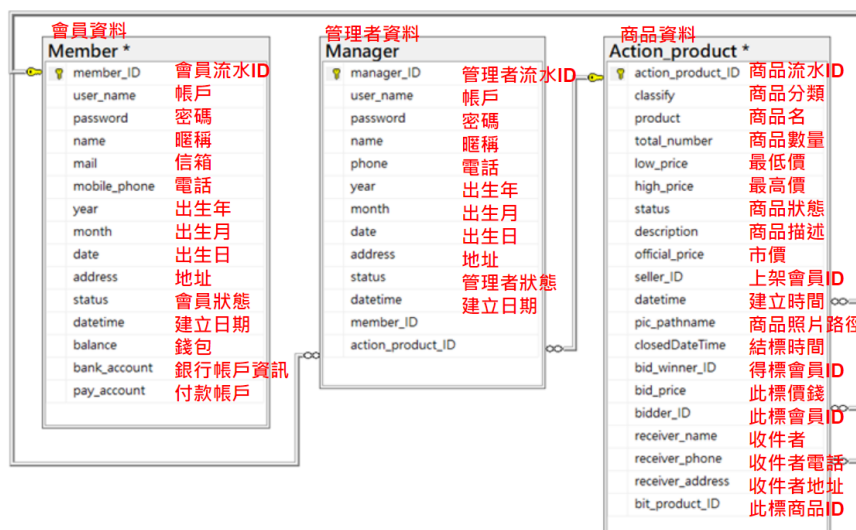 會員資料
Member *
member_ID 會員流水ID
user_name 帳戶
password 密碼
name 暱稱
mail 信箱
mobile_phone 電話
year 出生年
month 出生月
date 出生日
address 地址
status 會員狀態
datetime 建立日期
balance 錢包
bank_account 銀行帳戶資訊
pay_account 付款帳戶
管理者資料
Manager
manager_ID 管理者流水ID
user_name 帳戶
password 密碼
name 暱稱
phone 電話
year 出生年
month 出生月
date 出生日
address 地址
status 管理者狀態
datetime 建立日期
member_ID
action_product_ID
商品資料
Action_product *
action_product_ID 商品流水ID
classify 商品分類
product 商品名
total_number 商品數量
low_price 最低價
high_price 最高價
status 商品狀態
description 商品描述
official_price 市價
seller_ID 上架會員ID
datetime 建立時間
pic_pathname 商品照片路徑
closedDateTime 結標時間
bid_winner_ID 得標會員ID
bid_price 此標價錢
bidder_ID 此標會員ID
receiver_name 收件者
receiver_phone 收件者電話
receiver_address 收件者地址
bit_product_ID 此標商品ID